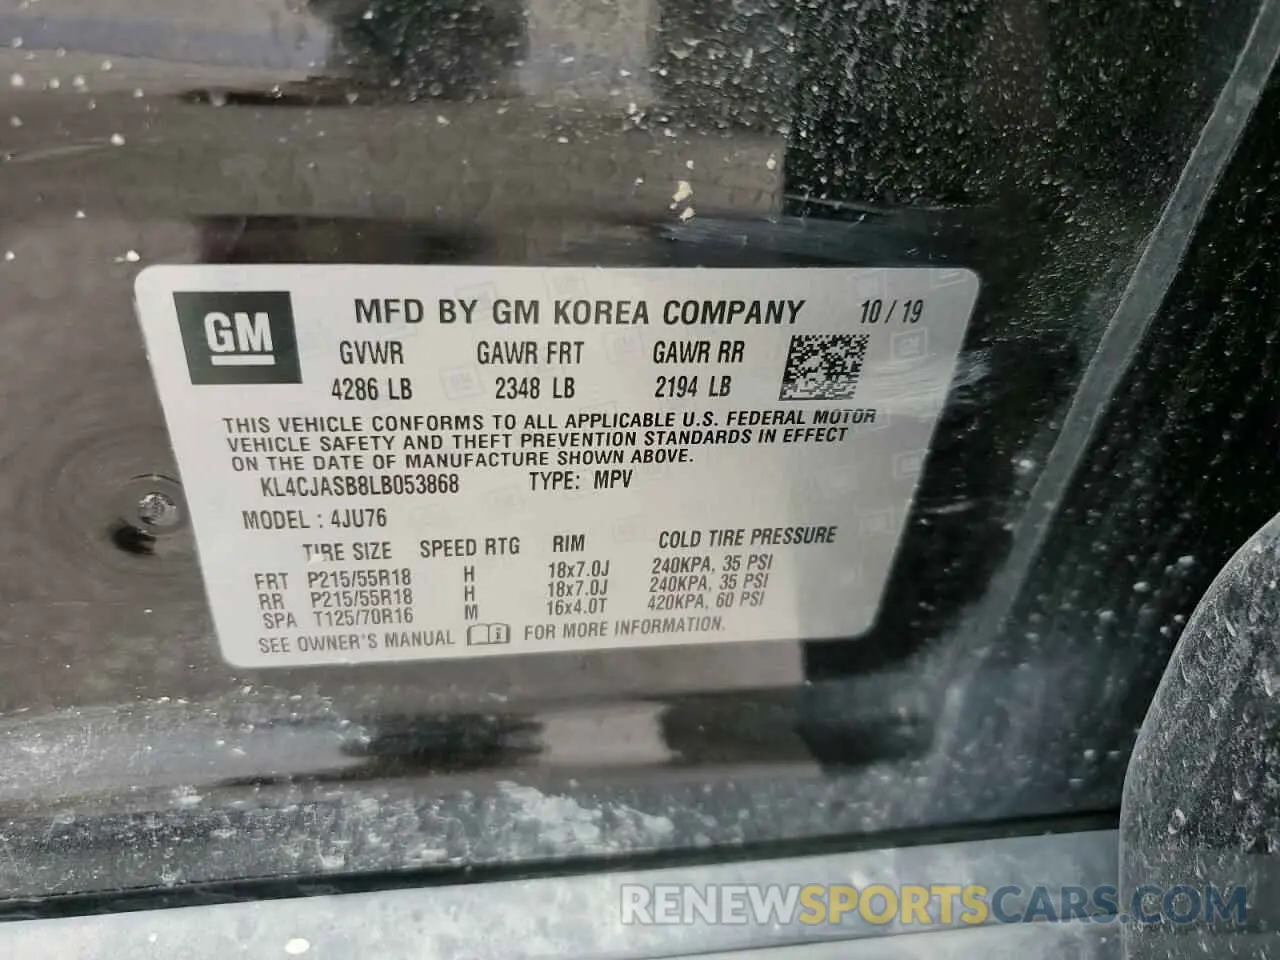 GM
MFD BY GM KOREA COMPANY 10 / 19
GVWR GAWR FRT GAWR RR
4286 LB 2348 LB 2194 LB
THIS VEHICLE CONFORMS TO ALL APPLICABLE U.S. FEDERAL MOTOR
VEHICLE SAFETY AND THEFT PREVENTION STANDARDS IN EFFECT
ON THE DATE OF MANUFACTURE SHOWN ABOVE.
KL4CJASB8LB053868 TYPE: MPV
MODEL : 4JU76
TIRE SIZE SPEED RTG RIM COLD TIRE PRESSURE
FRT P215/55R18 H 18x7.0J 240KPA, 35 PSI
RR P215/55R18 H 18x7.0J 240KPA, 35 PSI
SPA T125/70R16 M 16x4.0T 420KPA, 60 PSI
SEE OWNER'S MANUAL FOR MORE INFORMATION.
RENEWSPORTSCARS.COM